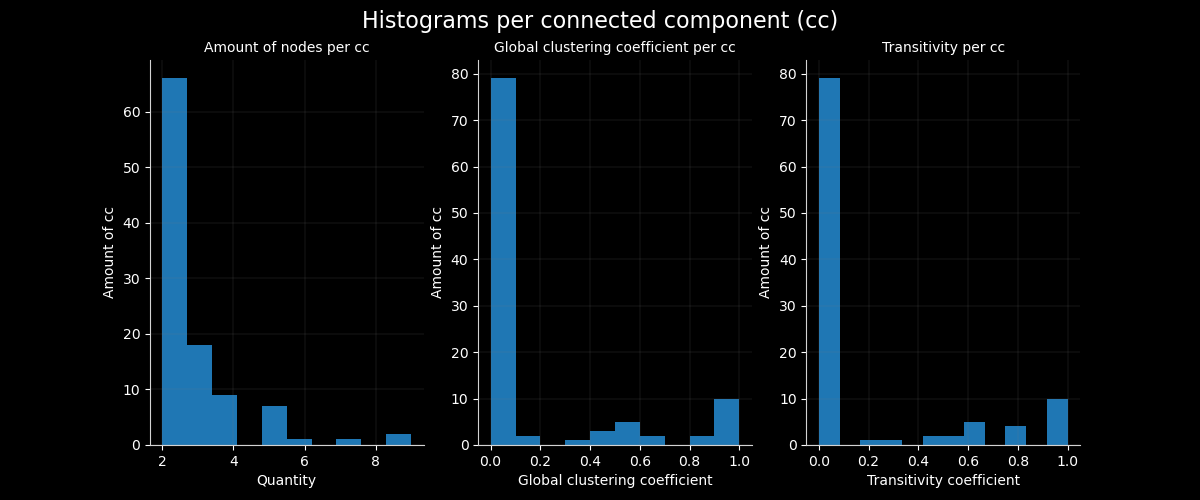 Histograms per connected component (cc)
Amount of nodes per cc
Global clustering coefficient per cc
Transitivity per cc
Amount of cc
60
50
40
30
20
10
0
2 4 6 8
Quantity
Amount of cc
80
70
60
50
40
30
20
10
0
0.0 0.2 0.4 0.6 0.8 1.0
Global clustering coefficient
Amount of cc
80
70
60
50
40
30
20
10
0
0.0 0.2 0.4 0.6 0.8 1.0
Transitivity coefficient